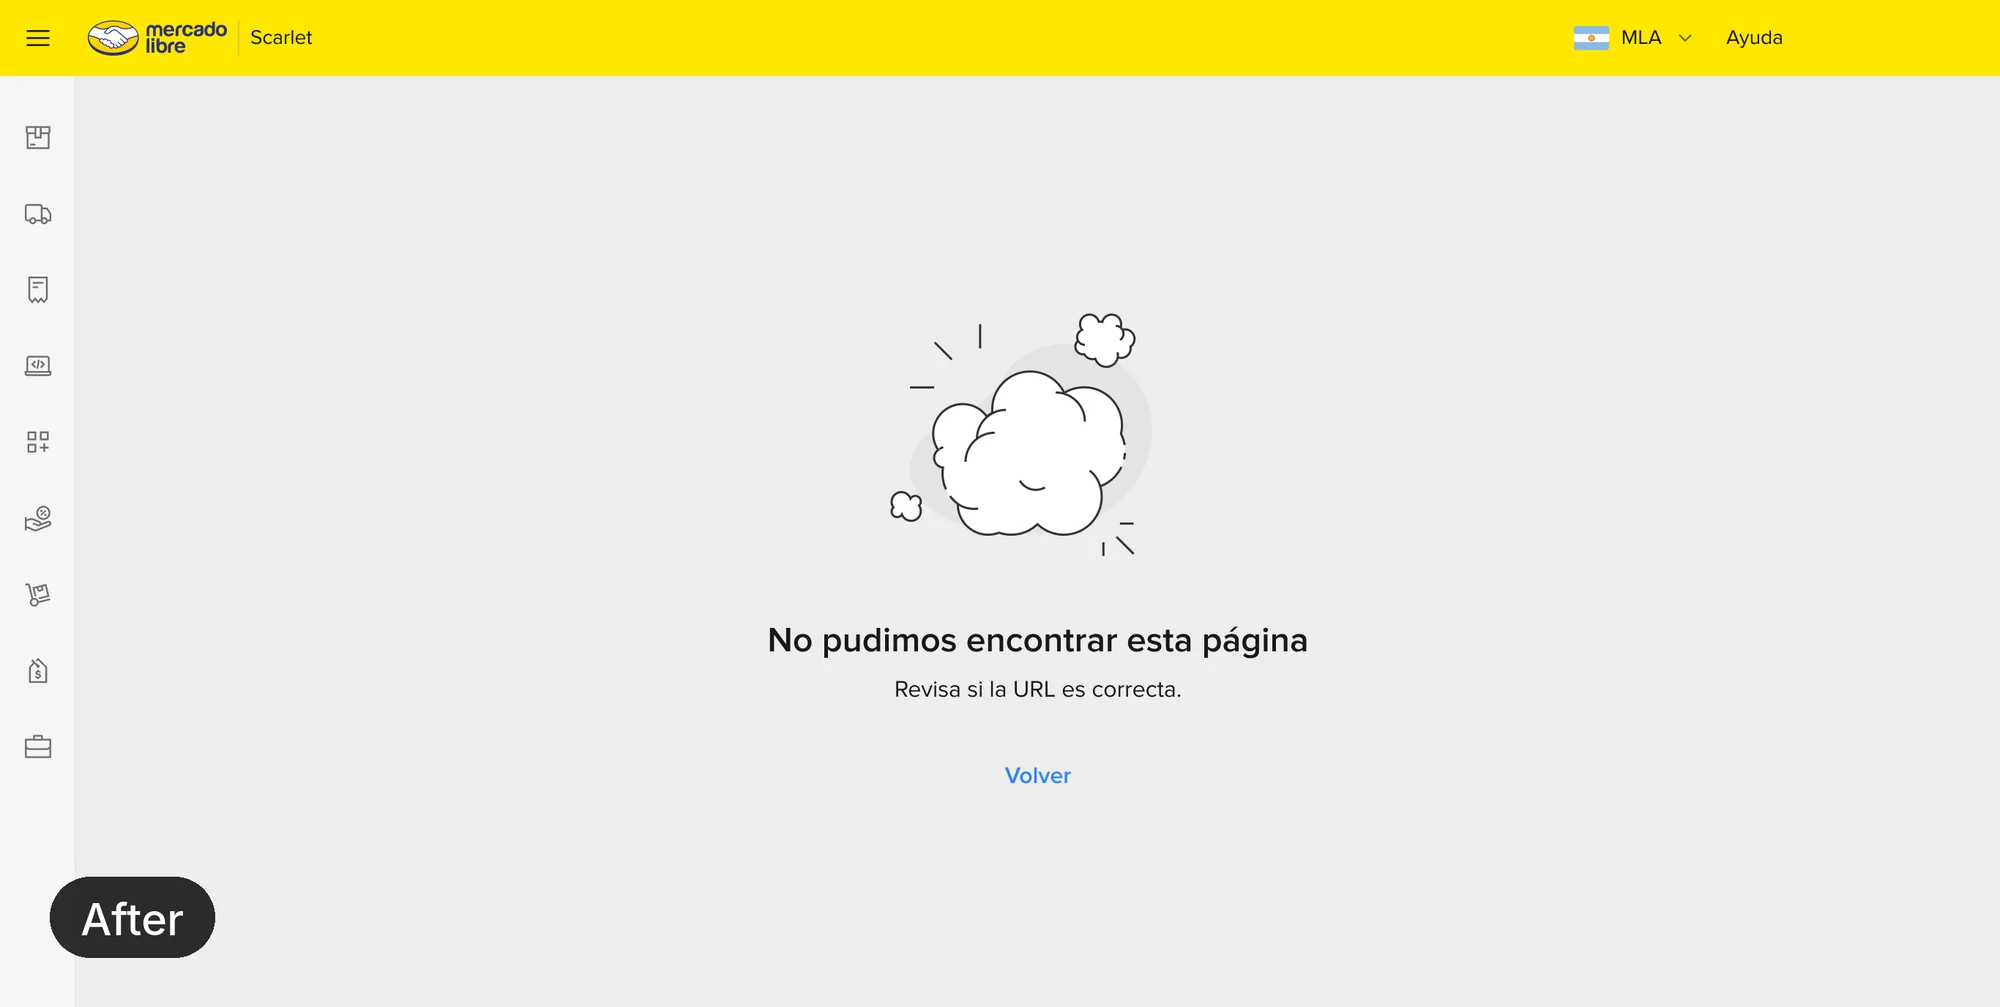 mercado
libre
Scarlet
MLA
Ayuda
No pudimos encontrar esta página
Revisa si la URL es correcta.
Volver
After